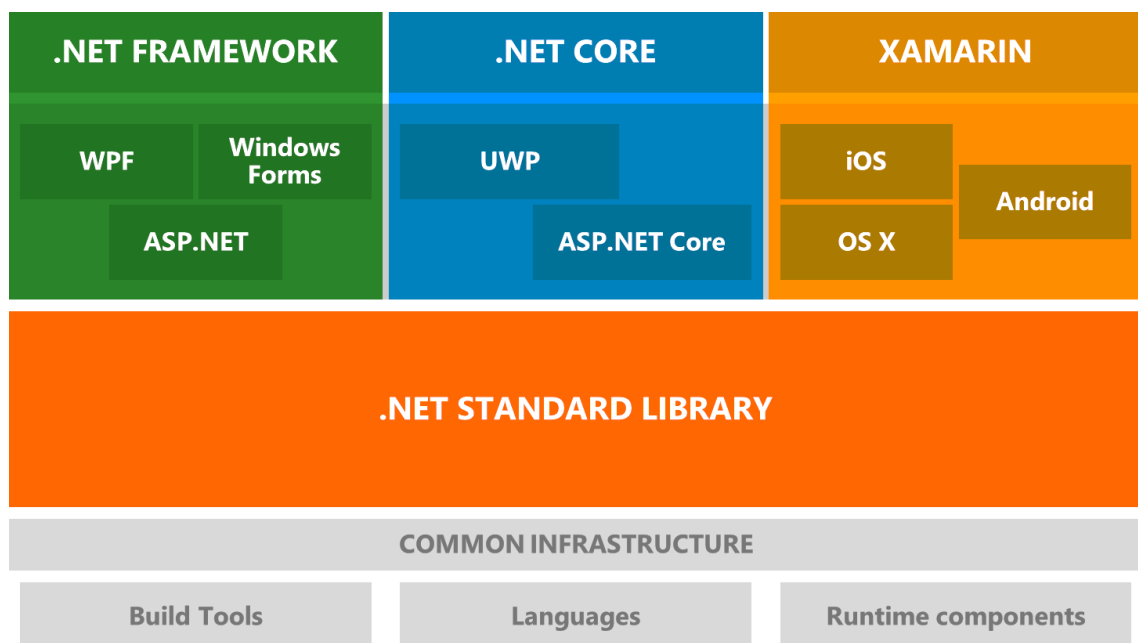 .NET FRAMEWORK
.NET CORE
XAMARIN
WPF
Windows
Forms
ASP.NET
UWP
ASP.NET Core
iOS
Android
OS X
.NET STANDARD LIBRARY
COMMON INFRASTRUCTURE
Build Tools
Languages
Runtime components